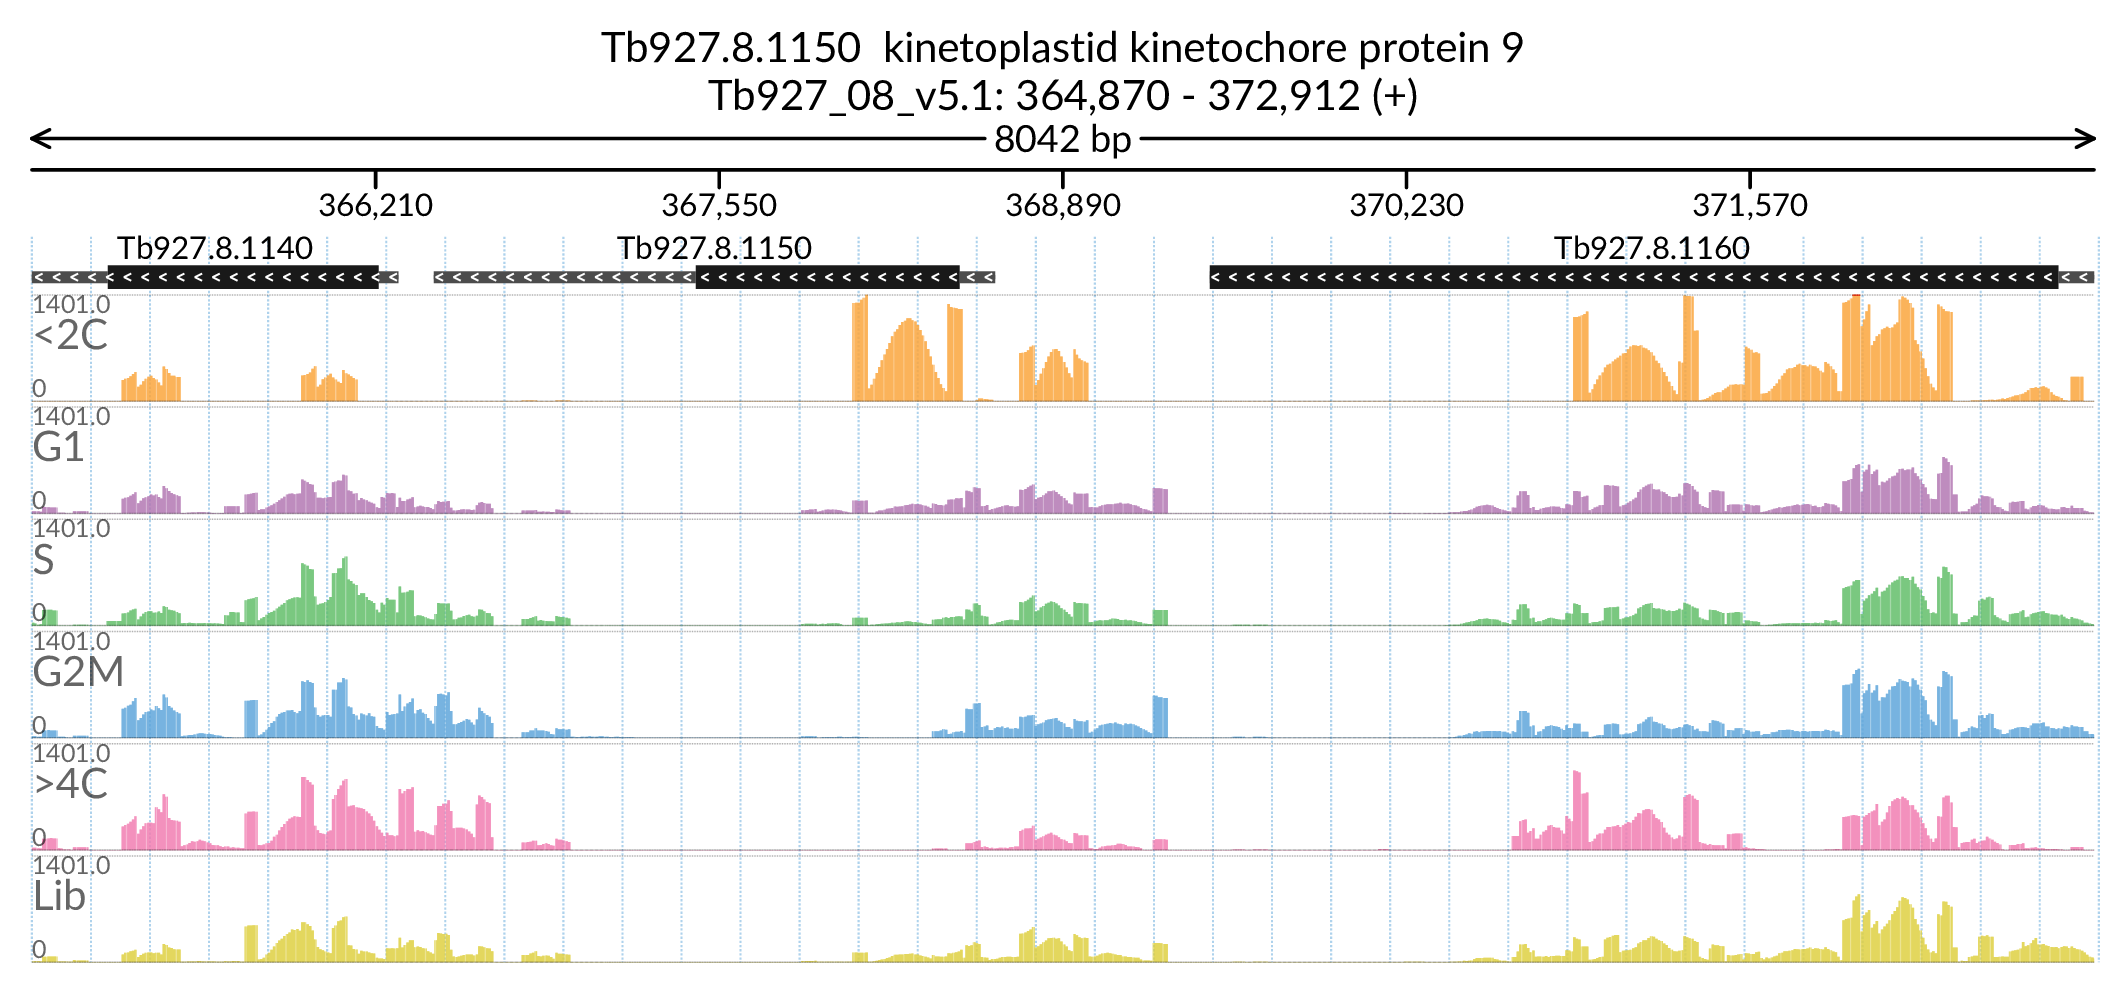 Tb927.8.1150 kinetoplastid kinetochore protein 9
Tb927_08_v5.1: 364,870 - 372,912 (+)
8042 bp
366,210 367,550 368,890 370,230 371,570
Tb927.8.1140 Tb927.8.1150 Tb927.8.1160
1401.0
<2C
0
1401.0
G1
0
1401.0
S
0
1401.0
G2M
0
1401.0
>4C
0
1401.0
Lib
0